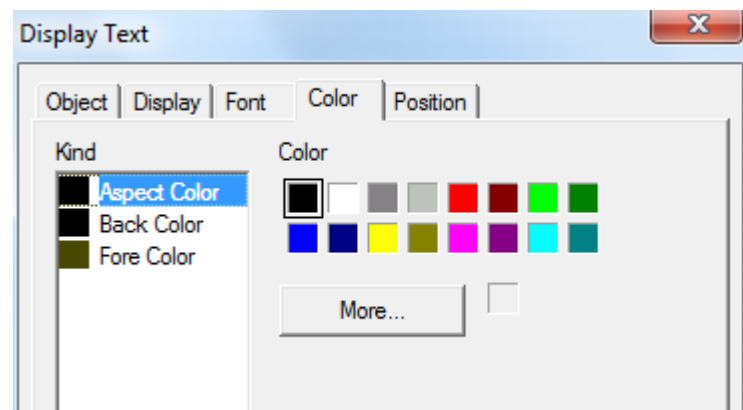 Display Text
Object Display Font Color Position
Kind Color
Aspect Color
Back Color
Fore Color
More...